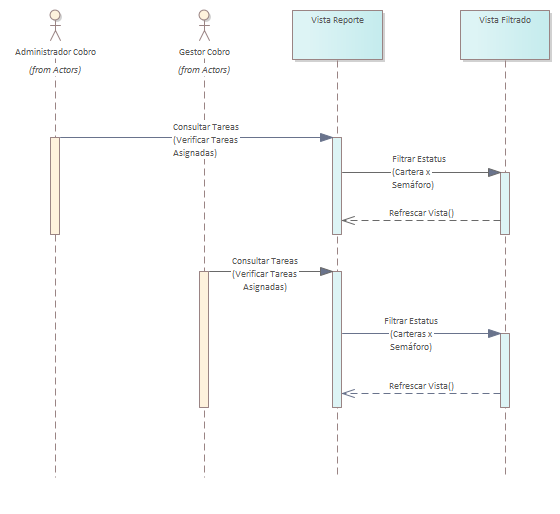 Administrador Cobro
(from Actors)
Gestor Cobro
(from Actors)
Vista Reporte
Vista Filtrado
Consultar Tareas
(Verificar Tareas
Asignadas)
Filtrar Estatus
(Cartera x
Semáforo)
Refrescar Vista()
Consultar Tareas
(Verificar Tareas
Asignadas)
Filtrar Estatus
(Carteras x
Semáforo)
Refrescar Vista()